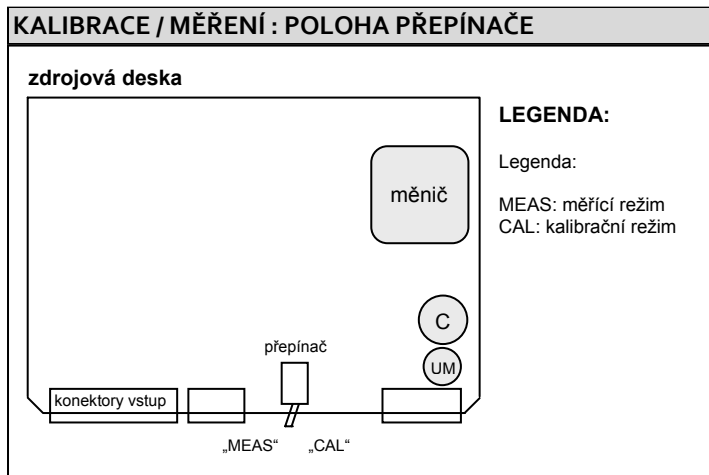 KALIBRACE / MĚŘENÍ : POLOHA PŘEPÍNAČE
zdrojová deska
LEGENDA:
Legenda:
měnič
MEAS: měřící režim
CAL: kalibrační režim
C
přepínač
UM
konektory vstup
„MEAS“ „CAL“